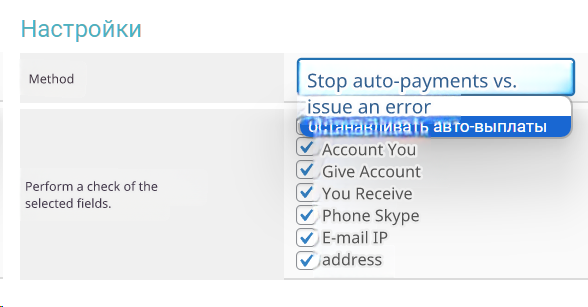 Настройки
Method
Stop auto-payments vs.
issue an error
останавливать авто-выплаты
Account You
Give Account
Perform a check of the
selected fields.
You Receive
Phone Skype
E-mail IP
address